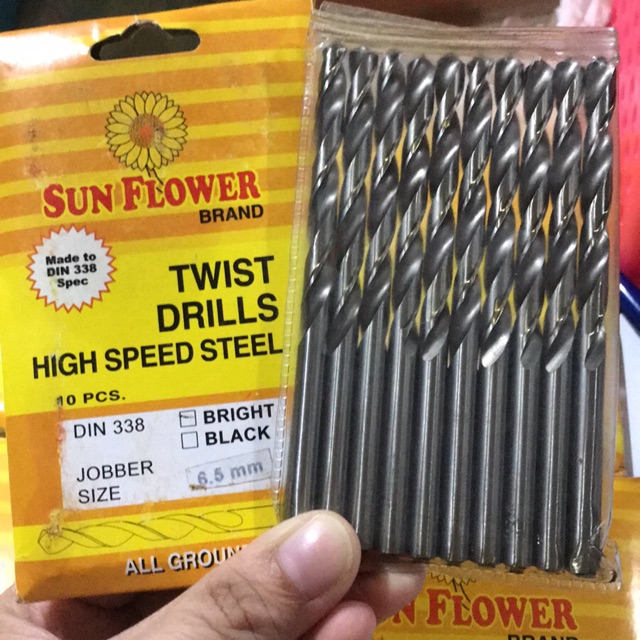 SUN FLOWER
BRAND
Made to
DIN 338
Spec
TWIST
DRILLS
HIGH SPEED STEEL
10 PCS.
DIN 338
BRIGHT
BLACK
JOBBER
SIZE
6.5 mm
ALL
SUN FLOWER
BRAND